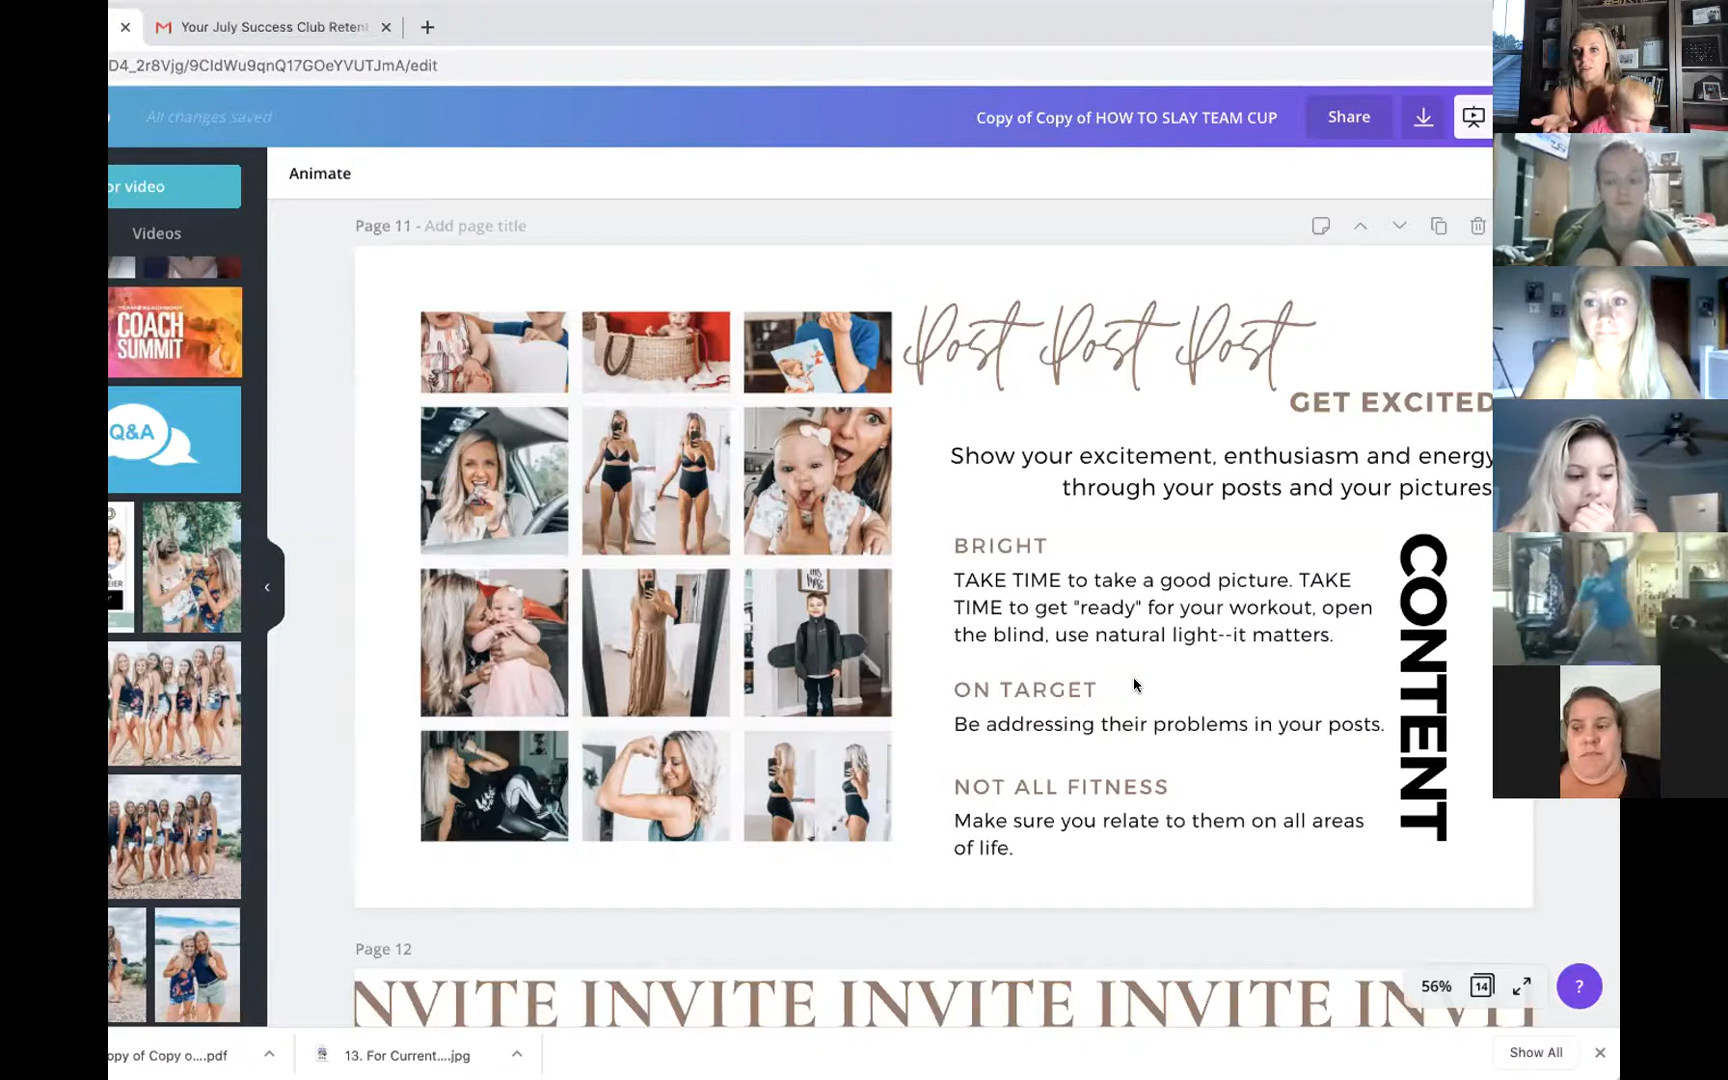 Your July Success Club Reten
D4_2r8Vjg/9CIdWu9qnQ17GOeYVUTJmA/edit
All changes saved
Copy of Copy of HOW TO SLAY TEAM CUP
Share
or video
Animate
Videos
Page 11 - Add page title
COACH
SUMMIT
Q&A
Post Post Post
GET EXCITED
Show your excitement, enthusiasm and energy
through your posts and your pictures
BRIGHT
TAKE TIME to take a good picture. TAKE
TIME to get "ready" for your workout, open
the blind, use natural light--it matters.
ON TARGET
Be addressing their problems in your posts.
NOT ALL FITNESS
Make sure you relate to them on all areas
of life.
CONTENT
Page 12
NVITE INVITE INVITE INVITE INVIT
56%
14
?
opy of Copy o....pdf
13. For Current....jpg
Show All